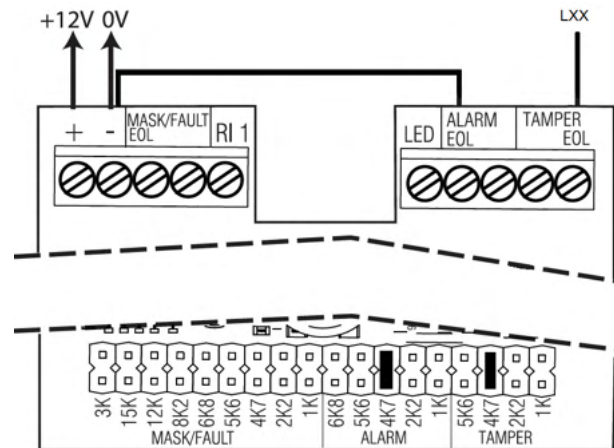 +12V 0V LXX
+ - MASK/FAULT EOL RI 1 LED ALARM EOL TAMPER EOL
3K 15K 12K 8K2 6K8 5K6 4K7 2K2 1K 6K8 5K6 4K7 2K2 1K 5K6 4K7 2K2 1K
MASK/FAULT ALARM TAMPER